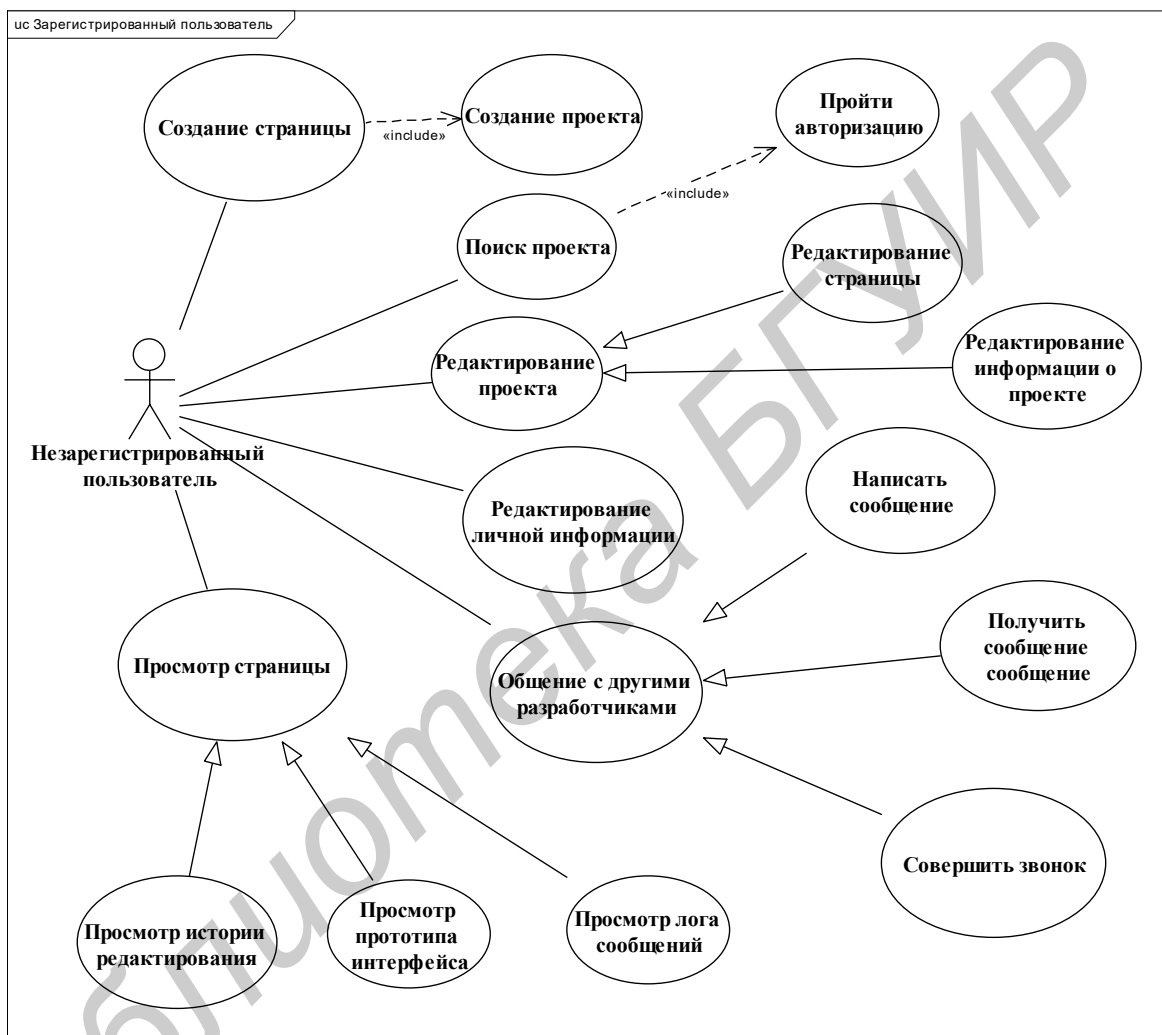 uc Зарегистрированный пользователь
Создание страницы
«include»
Создание проекта
Пройти
авторизацию
«include»
Поиск проекта
Редактирование
страницы
Редактирование
проекта
Редактирование
информации о
проекте
Незарегистрированный
пользователь
Написать
сообщение
Редактирование
личной информации
Получить
сообщение
сообщение
Просмотр страницы
Общение с другими
разработчиками
Совершить звонок
Просмотр истории
редактирования
Просмотр
прототипа
интерфейса
Просмотр лога
сообщений
блиотека БГУИР